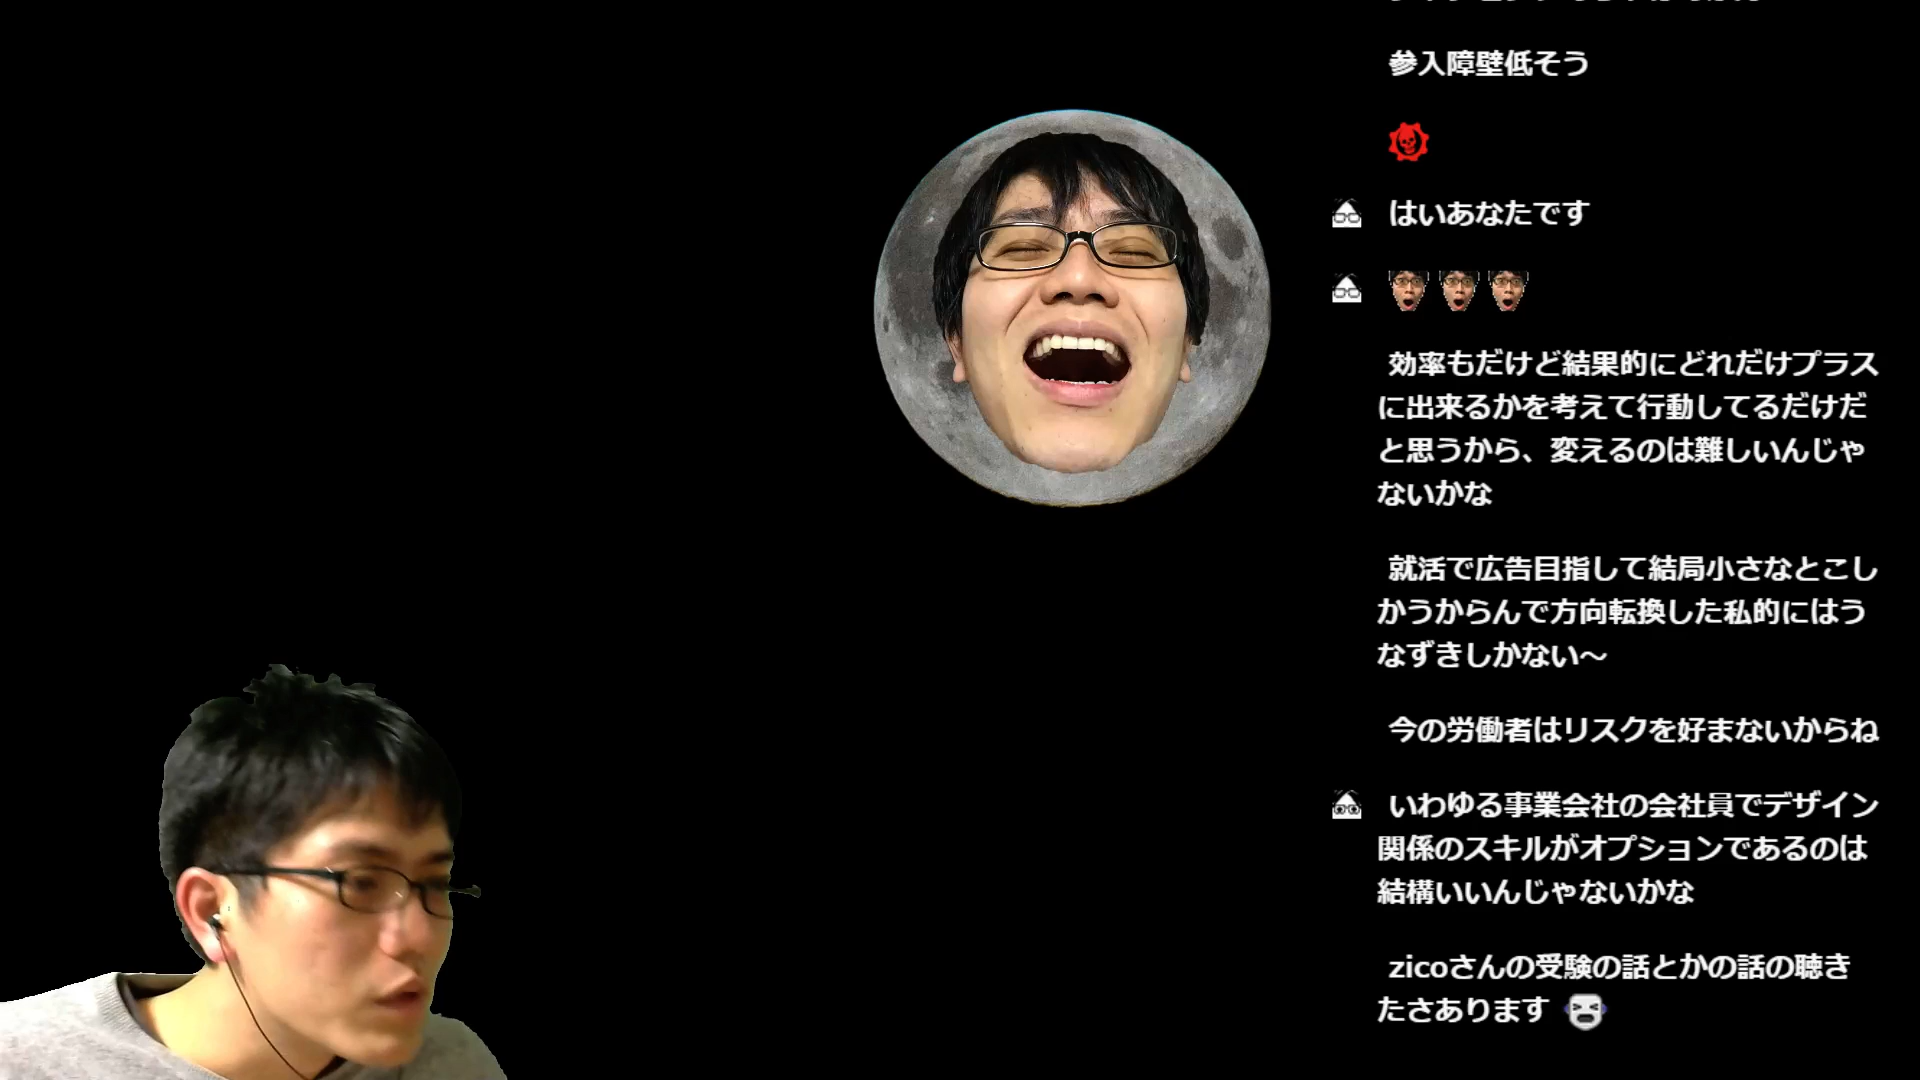 参入障壁低そう
はいあなたです
効率もだけど結果的にどれだけプラス
に出来るかを考えて行動してるだけだ
と思うから、変えるのは難しいんじゃ
ないかな
就活で広告目指して結局小さなとこし
かうからんで方向転換した私的にはう
なずきしかない～
今の労働者はリスクを好まないからね
いわゆる事業会社の会社員でデザイン
関係のスキルがオプションであるのは
結構いいんじゃないかな
zicoさんの受験の話とかの話の聴き
たさあります